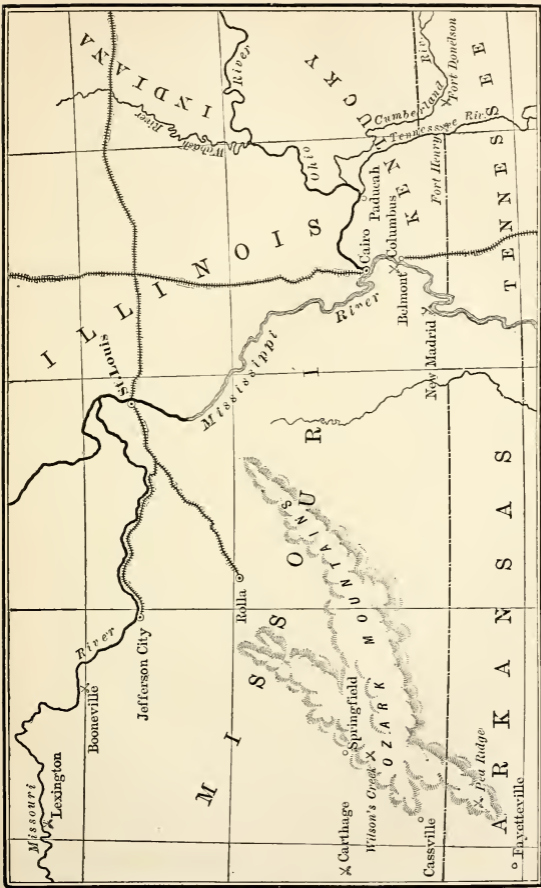 INDIANA
Wabash River
Ohio River
KENTUCKY
Cumberland Riv.
Fort Donelson
Tennessee Riv.
Fort Henry
TENNESSEE
ILLINOIS
Cairo
Paducah
Columbus
Belmont
New Madrid
Mississippi River
St. Louis
MISSOURI
Missouri River
Lexington
Booneville
Jefferson City
Rolla
OZARK MOUNTAINS
Springfield
Wilson's Creek
Carthage
Cassville
Pea Ridge
ARKANSAS
Fayetteville